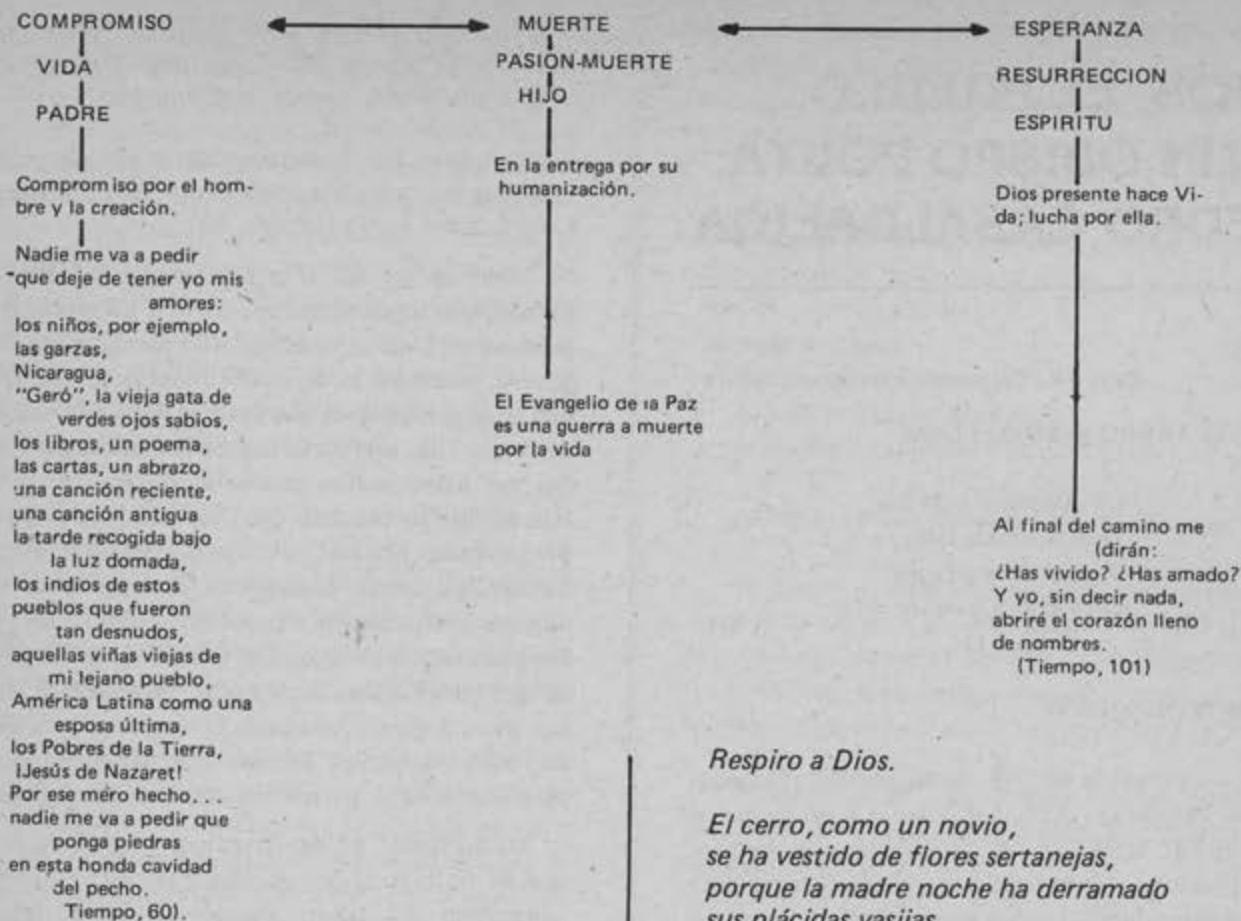 COMPROMISO
VIDA
PADRE
Compromiso por el hom-
bre y la creación.
Nadie me va a pedir
que deje de tener yo mis
amores:
los niños, por ejemplo,
las garzas,
Nicaragua,
"Geró", la vieja gata de
verdes ojos sabios,
los libros, un poema,
las cartas, un abrazo,
una canción reciente,
una canción antigua
la tarde recogida bajo
la luz domada,
los indios de estos
pueblos que fueron
tan desnudos,
aquellas viñas viejas de
mi lejano pueblo,
América Latina como una
esposa última,
los Pobres de la Tierra,
¡Jesús de Nazaret!
Por ese mero hecho...
nadie me va a pedir que
ponga piedras
en esta honda cavidad
del pecho.
Tiempo, 60).
MUERTE
PASION-MUERTE
HIJO
En la entrega por su
humanización.
El Evangelio de la Paz
es una guerra a muerte
por la vida
ESPERANZA
RESURRECCION
ESPIRITU
Dios presente hace Vi-
da; lucha por ella.
Al final del camino me
(dirán:
¿Has vivido? ¿Has amado?
Y yo, sin decir nada,
abriré el corazón lleno
de nombres.
(Tiempo, 101)
Respiro a Dios.
El cerro, como un novio,
se ha vestido de flores sertanejas,
porque la madre noche ha derramado
sus plácidas vasijas